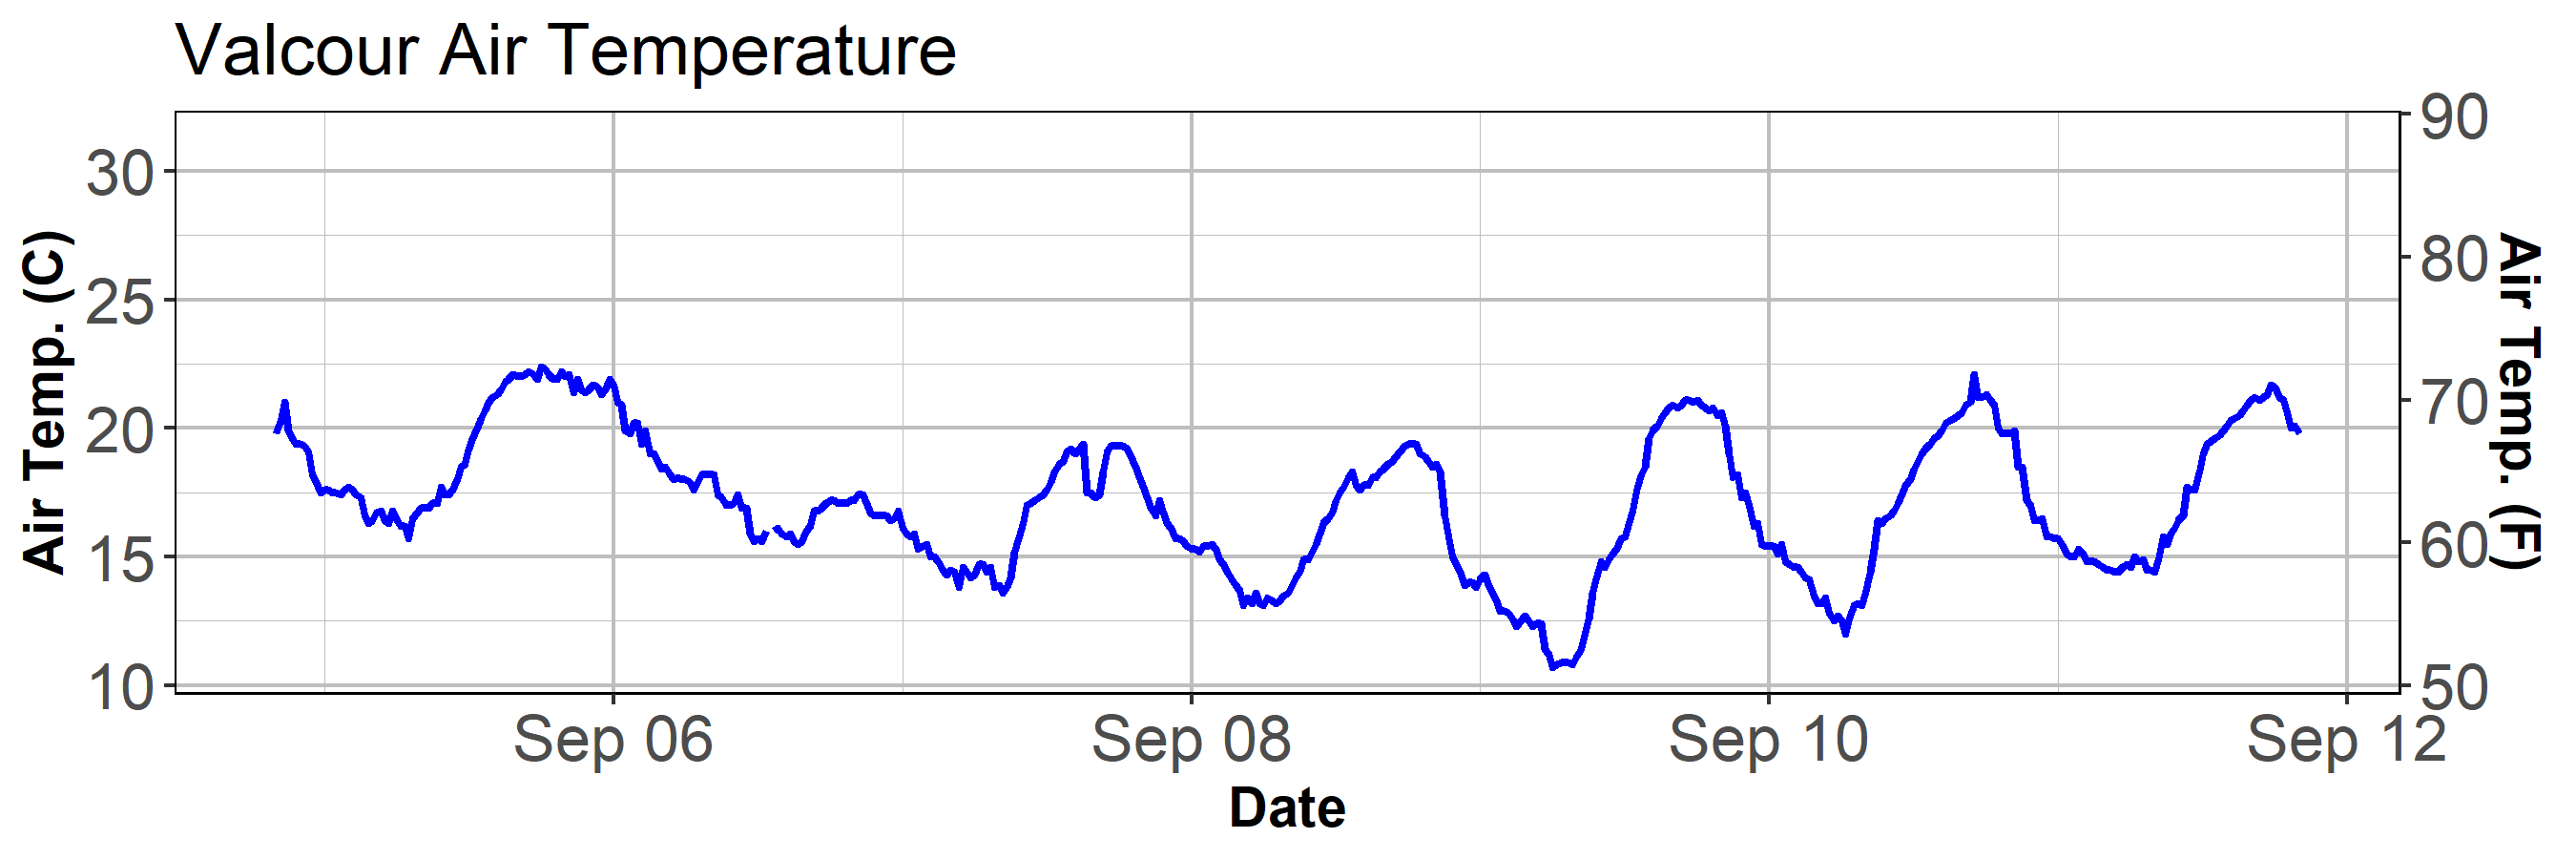 Valcour Air Temperature
Air Temp. (C)
30
25
20
15
10
90
80
70
60
50
Air Temp. (F)
Sep 06
Sep 08
Sep 10
Sep 12
Date